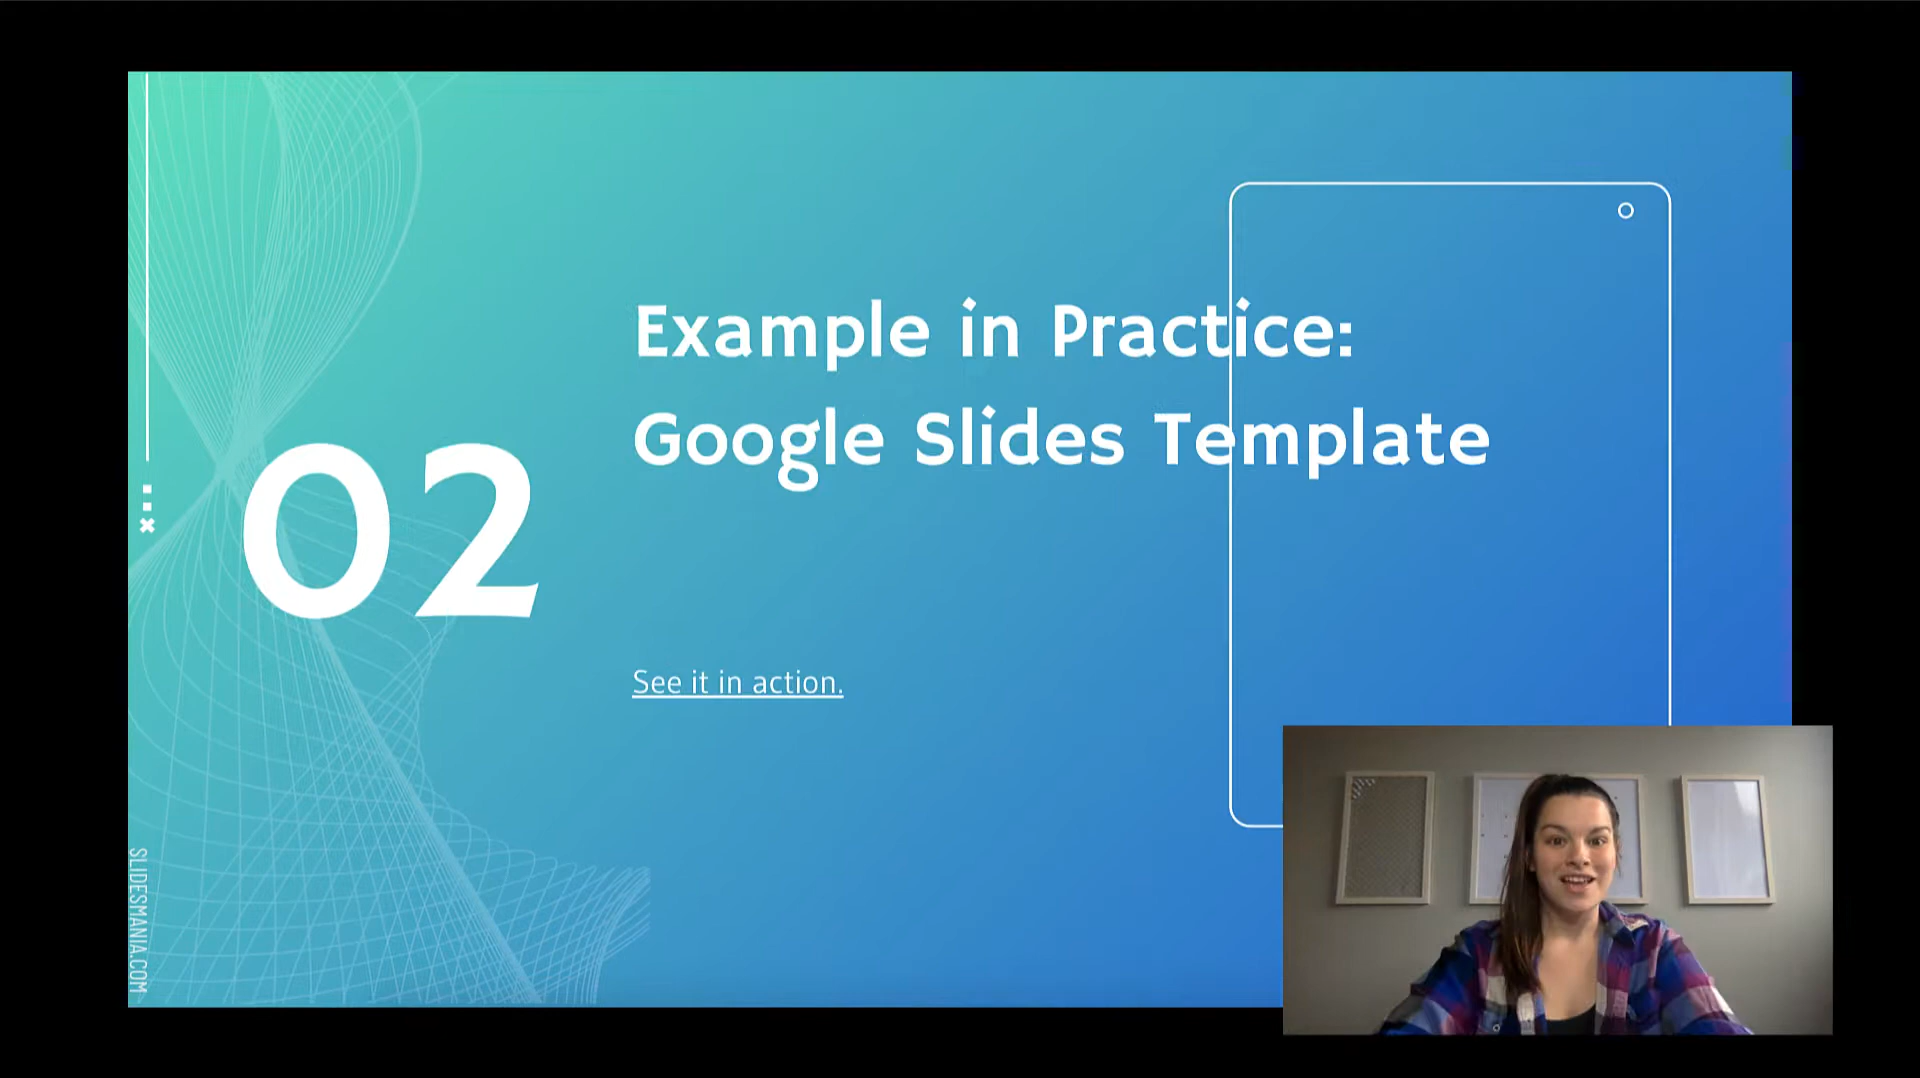 Example in Practice:
Google Slides Template
02
See it in action.
SLIDESMANIA.COM